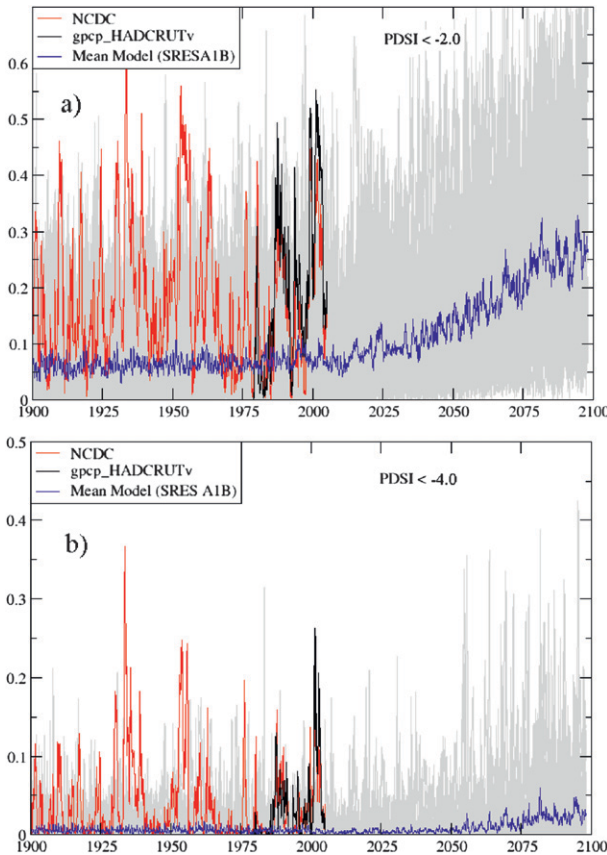 NCDC
gpcp_HADCRUTv
Mean Model (SRESA1B)
PDSI < -2.0
a)
0.6
0.5
0.4
0.3
0.2
0.1
0
1900 1925 1950 1975 2000 2025 2050 2075 2100
0.5
NCDC
gpcp_HADCRUTv
Mean Model (SRES A1B)
PDSI < -4.0
b)
0.4
0.3
0.2
0.1
0
1900 1925 1950 1975 2000 2025 2050 2075 2100